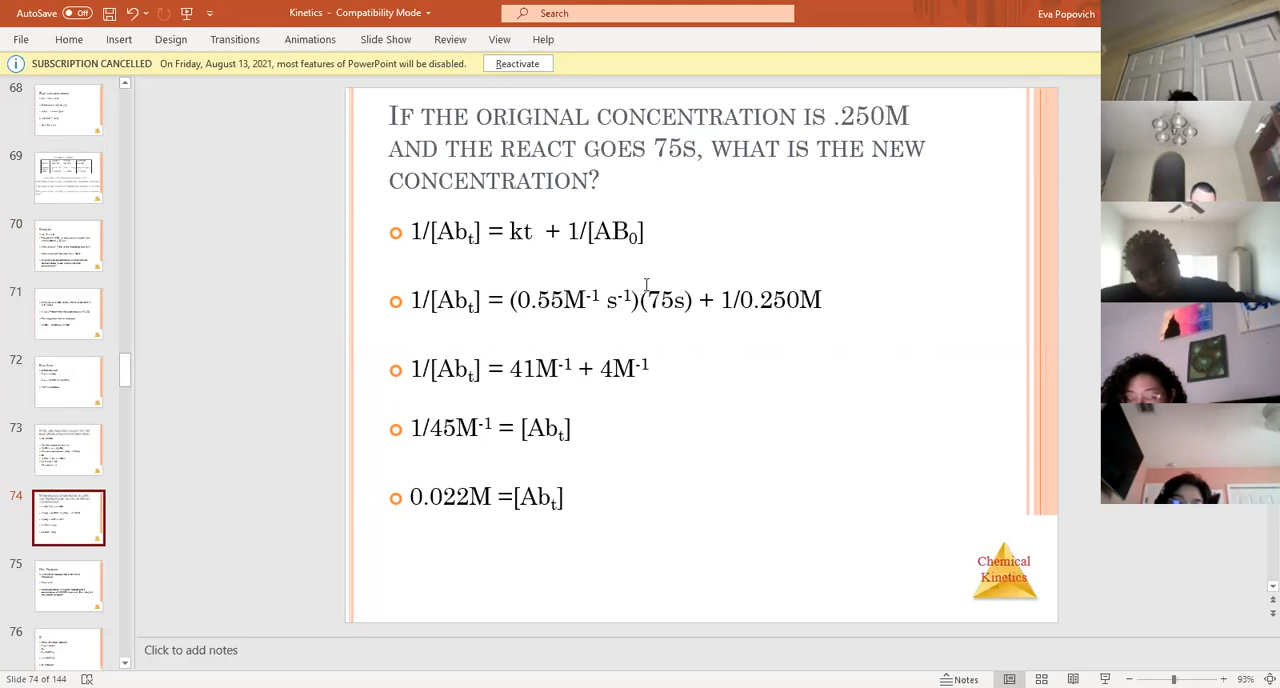 AutoSave Off Kinetics - Compatibility Mode Search Eva Popovich
File Home Insert Design Transitions Animations Slide Show Review View Help
SUBSCRIPTION CANCELLED On Friday, August 13, 2021, most features of PowerPoint will be disabled. Reactivate
68
69
70
71
72
73
74
75
76
IF THE ORIGINAL CONCENTRATION IS .250M
AND THE REACT GOES 75S, WHAT IS THE NEW
CONCENTRATION?
1/[Abt] = kt + 1/[AB0]
1/[Abt] = (0.55M-1 s-1)(75s) + 1/0.250M
1/[Abt] = 41M-1 + 4M-1
1/45M-1 = [Abt]
0.022M =[Abt]
Chemical
Kinetics
Click to add notes
Slide 74 of 144 Notes 93%